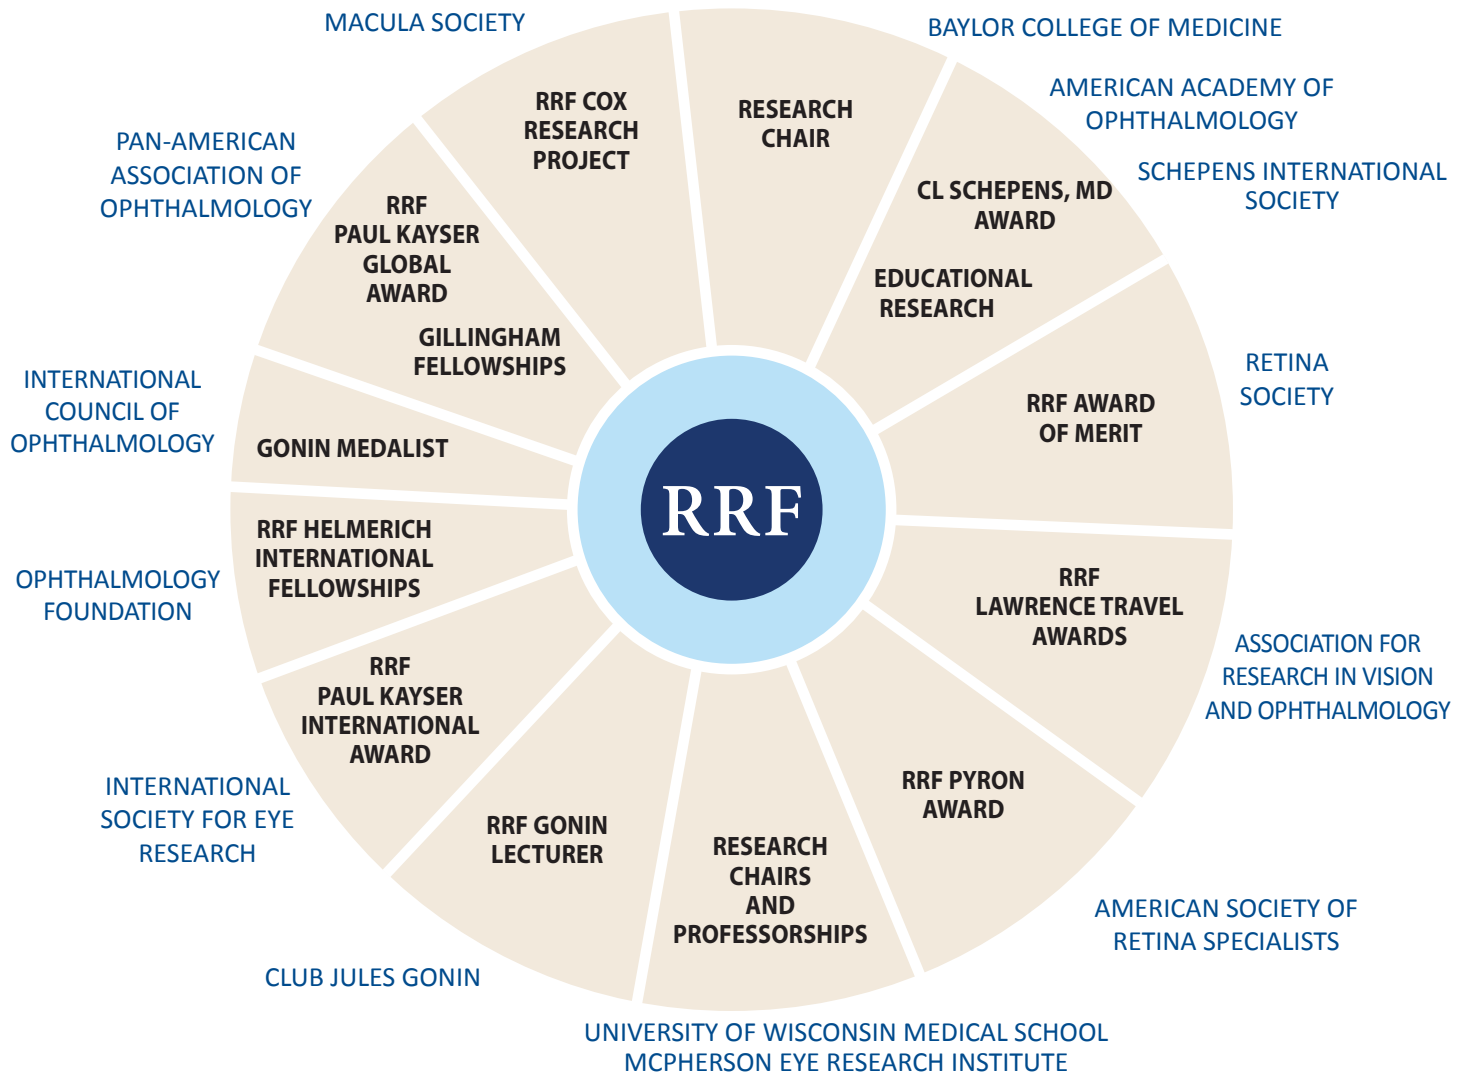 MACULA SOCIETY
BAYLOR COLLEGE OF MEDICINE
AMERICAN ACADEMY OF
OPHTHALMOLOGY
SCHEPENS INTERNATIONAL
SOCIETY
RETINA
SOCIETY
ASSOCIATION FOR
RESEARCH IN VISION
AND OPHTHALMOLOGY
AMERICAN SOCIETY OF
RETINA SPECIALISTS
UNIVERSITY OF WISCONSIN MEDICAL SCHOOL
MCPHERSON EYE RESEARCH INSTITUTE
CLUB JULES GONIN
INTERNATIONAL
SOCIETY FOR EYE
RESEARCH
OPHTHALMOLOGY
FOUNDATION
INTERNATIONAL
COUNCIL OF
OPHTHALMOLOGY
PAN-AMERICAN
ASSOCIATION OF
OPHTHALMOLOGY
RRF COX
RESEARCH
PROJECT
RESEARCH
CHAIR
CL SCHEPENS, MD
AWARD
EDUCATIONAL
RESEARCH
RRF AWARD
OF MERIT
RRF
LAWRENCE TRAVEL
AWARDS
RRF PYRON
AWARD
RESEARCH
CHAIRS
AND
PROFESSORSHIPS
RRF GONIN
LECTURER
RRF
PAUL KAYSER
INTERNATIONAL
AWARD
RRF HELMERICH
INTERNATIONAL
FELLOWSHIPS
GONIN MEDALIST
RRF
PAUL KAYSER
GLOBAL
AWARD
GILLINGHAM
FELLOWSHIPS
RRF